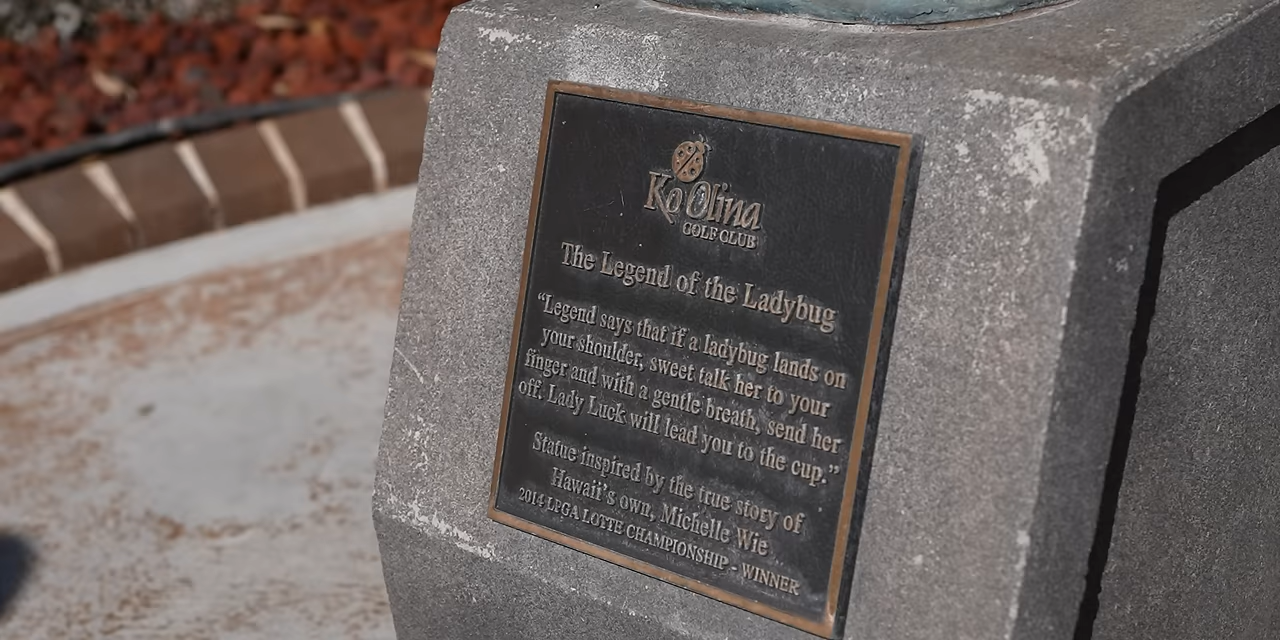 Ko Olina
GOLF CLUB
The Legend of the Ladybug
“Legend says that if a ladybug lands on
your shoulder, sweet talk her to your
finger and with a gentle breath, send her
off. Lady Luck will lead you to the cup.”
Statue inspired by the true story of
Hawaii's own, Michelle Wie
2014 LPGA LOTTE CHAMPIONSHIP - WINNER